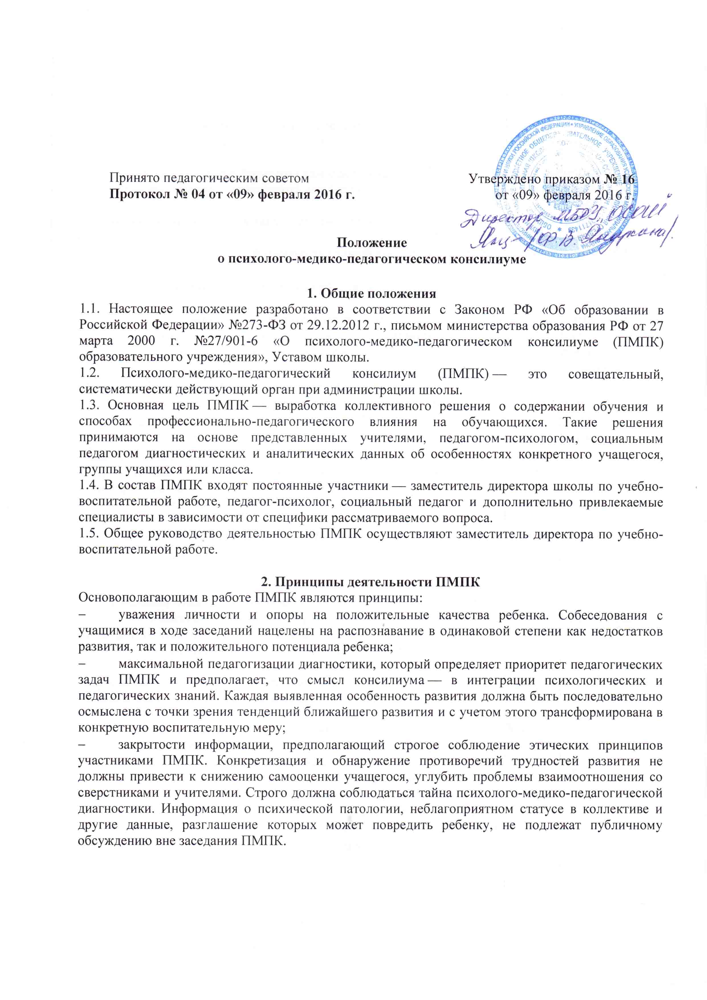 Принято педагогическим советом
Утверждено приказом № 16
Протокол № 04 от «09» февраля 2016 г.
от «09» февраля 2016 г.
Директор МБОУ „ОСОШ"
Ф. В.
Положение
о психолого-медико-педагогическом консилиуме
1. Общие положения
1.1. Настоящее положение разработано в соответствии с Законом РФ «Об образовании в
Российской Федерации» №273-ФЗ от 29.12.2012 г., письмом министерства образования РФ от 27
марта 2000 г. №27/901-6 «О психолого-медико-педагогическом консилиуме (ПМПК)
образовательного учреждения», Уставом школы.
1.2. Психолого-медико-педагогический консилиум (ПМПК) — это совещательный,
систематически действующий орган при администрации школы.
1.3. Основная цель ПМПК — выработка коллективного решения о содержании обучения и
способах профессионально-педагогического влияния на обучающихся. Такие решения
принимаются на основе представленных учителями, педагогом-психологом, социальным
педагогом диагностических и аналитических данных об особенностях конкретного учащегося,
группы учащихся или класса.
1.4. В состав ПМПК входят постоянные участники — заместитель директора школы по учебно-
воспитательной работе, педагог-психолог, социальный педагог и дополнительно привлекаемые
специалисты в зависимости от специфики рассматриваемого вопроса.
1.5. Общее руководство деятельностью ПМПК осуществляют заместитель директора по учебно-
воспитательной работе.
2. Принципы деятельности ПМПК
Основополагающим в работе ПМПК являются принципы:
– уважения личности и опоры на положительные качества ребенка. Собеседования с
учащимися в ходе заседаний нацелены на распознавание в одинаковой степени как недостатков
развития, так и положительного потенциала ребенка;
– максимальной педагогизации диагностики, который определяет приоритет педагогических
задач ПМПК и предполагает, что смысл консилиума — в интеграции психологических и
педагогических знаний. Каждая выявленная особенность развития должна быть последовательно
осмыслена с точки зрения тенденций ближайшего развития и с учетом этого трансформирована в
конкретную воспитательную меру;
– закрытости информации, предполагающий строгое соблюдение этических принципов
участниками ПМПК. Конкретизация и обнаружение противоречий трудностей развития не
должны привести к снижению самооценки учащегося, углубить проблемы взаимоотношения со
сверстниками и учителями. Строго должна соблюдаться тайна психолого-медико-педагогической
диагностики. Информация о психической патологии, неблагоприятном статусе в коллективе и
другие данные, разглашение которых может повредить ребенку, не подлежат публичному
обсуждению вне заседания ПМПК.